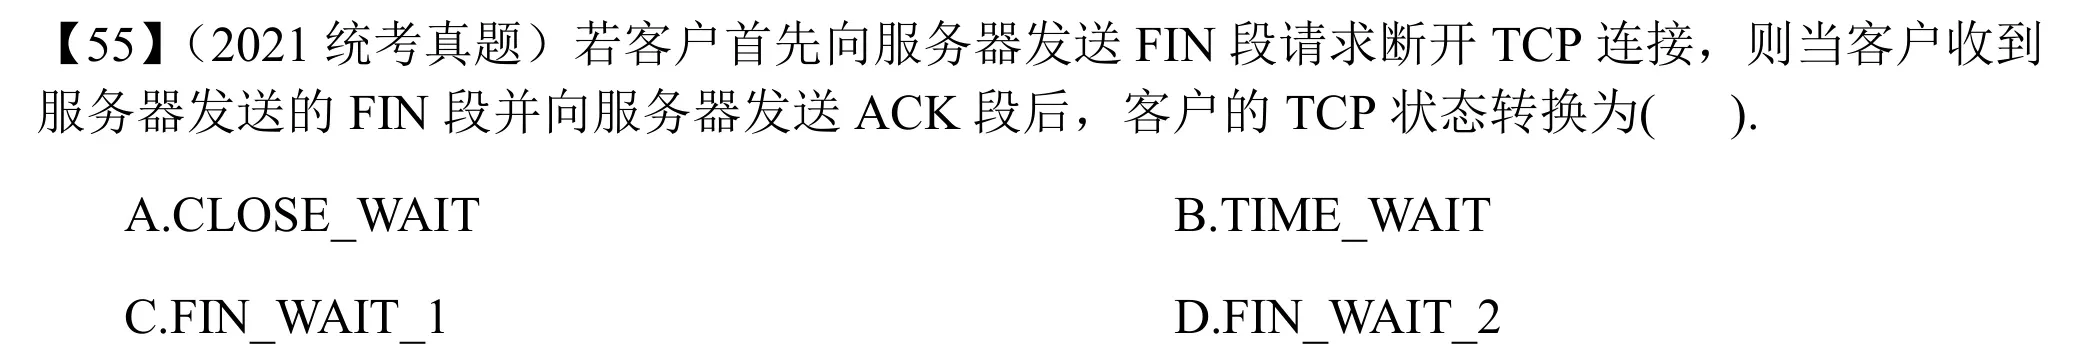 【55】（2021 统考真题）若客户首先向服务器发送 FIN 段请求断开 TCP 连接，则当客户收到
服务器发送的 FIN 段并向服务器发送 ACK 段后，客户的 TCP 状态转换为(　　).
A.CLOSE_WAIT　　B.TIME_WAIT
C.FIN_WAIT_1　　D.FIN_WAIT_2